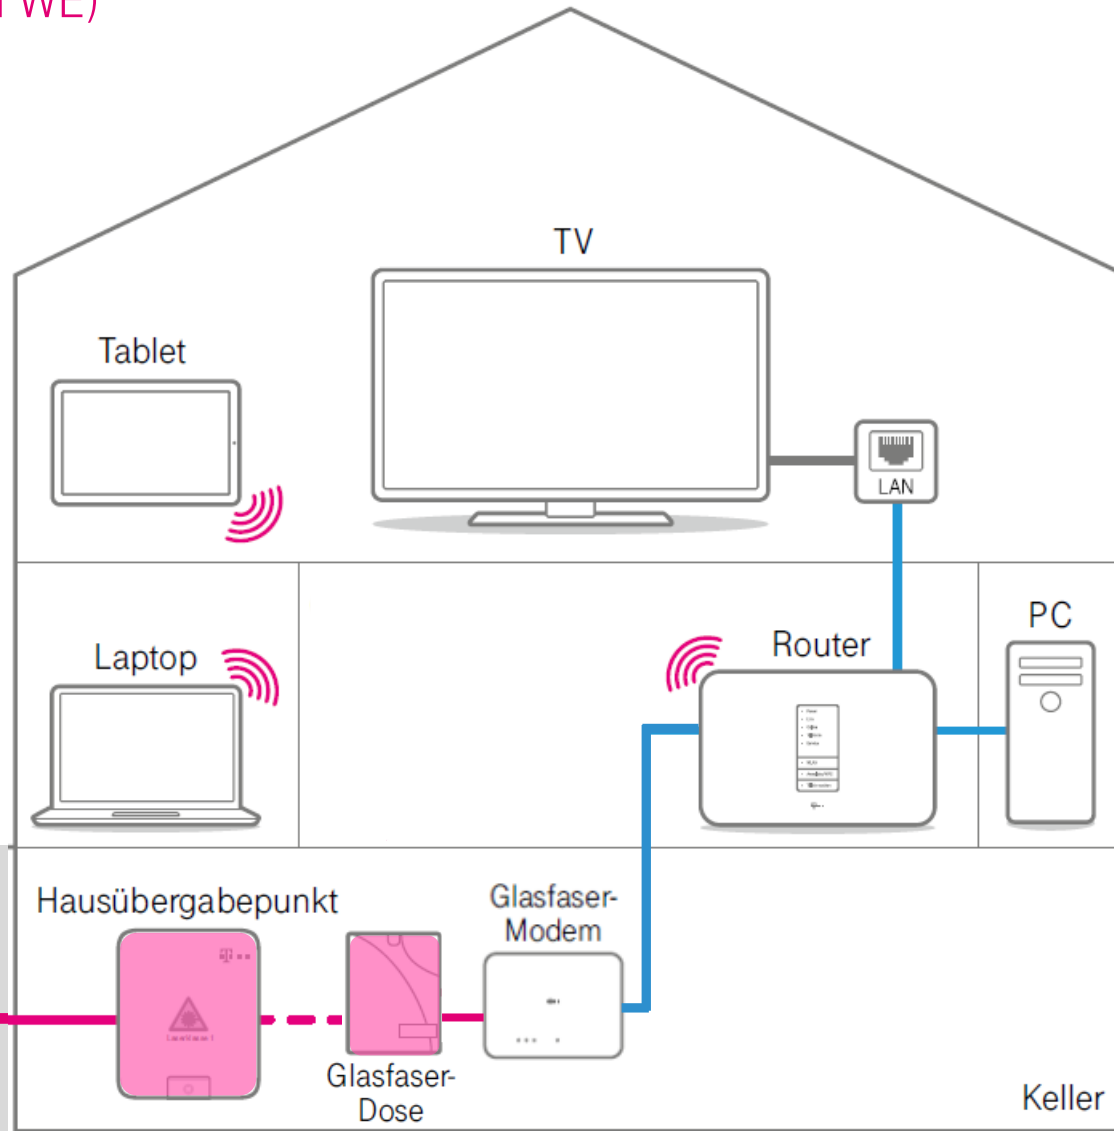 TV
Tablet
LAN
PC
Router
Laptop
Hausübergabepunkt
Glasfaser-
Modem
Glasfaser-
Dose
Keller